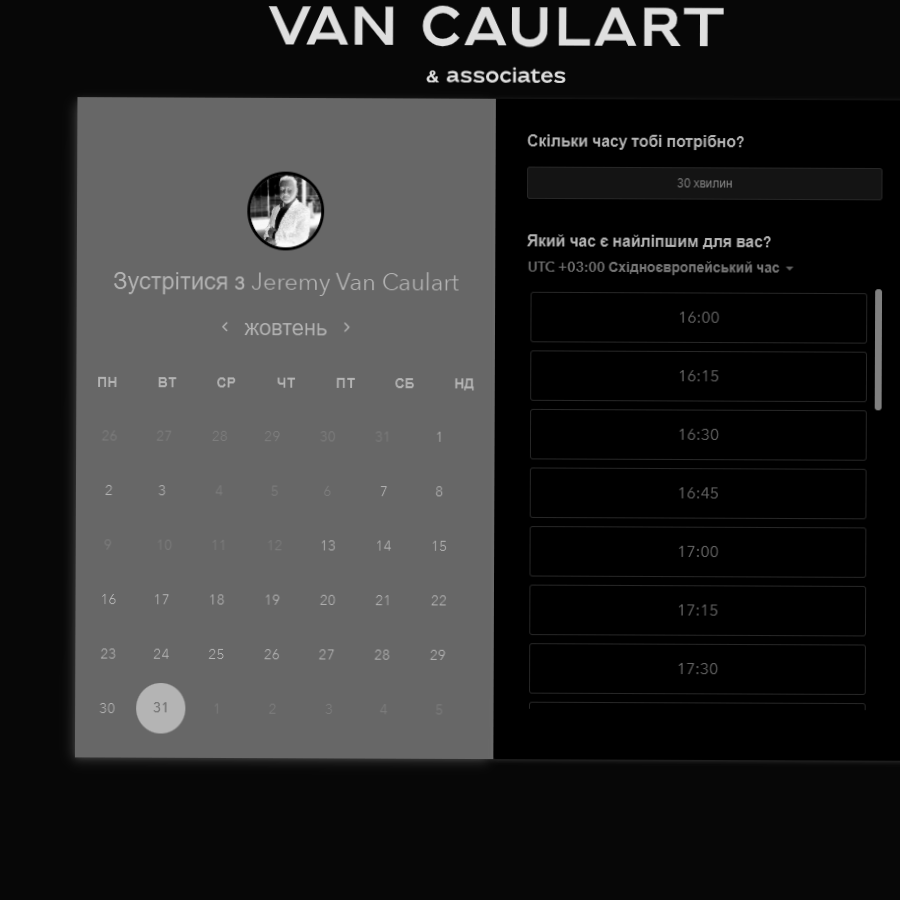 VAN CAULART
& associates
Зустрітися з Jeremy Van Caulart
жовтень
ПН ВТ СР ЧТ ПТ СБ НД
26 27 28 29 30 31 1
2 3 4 5 6 7 8
9 10 11 12 13 14 15
16 17 18 19 20 21 22
23 24 25 26 27 28 29
30 31 1 2 3 4 5
Скільки часу тобі потрібно?
30 хвилин
Який час є найліпшим для вас?
UTC +03:00 Східноєвропейський час
16:00
16:15
16:30
16:45
17:00
17:15
17:30